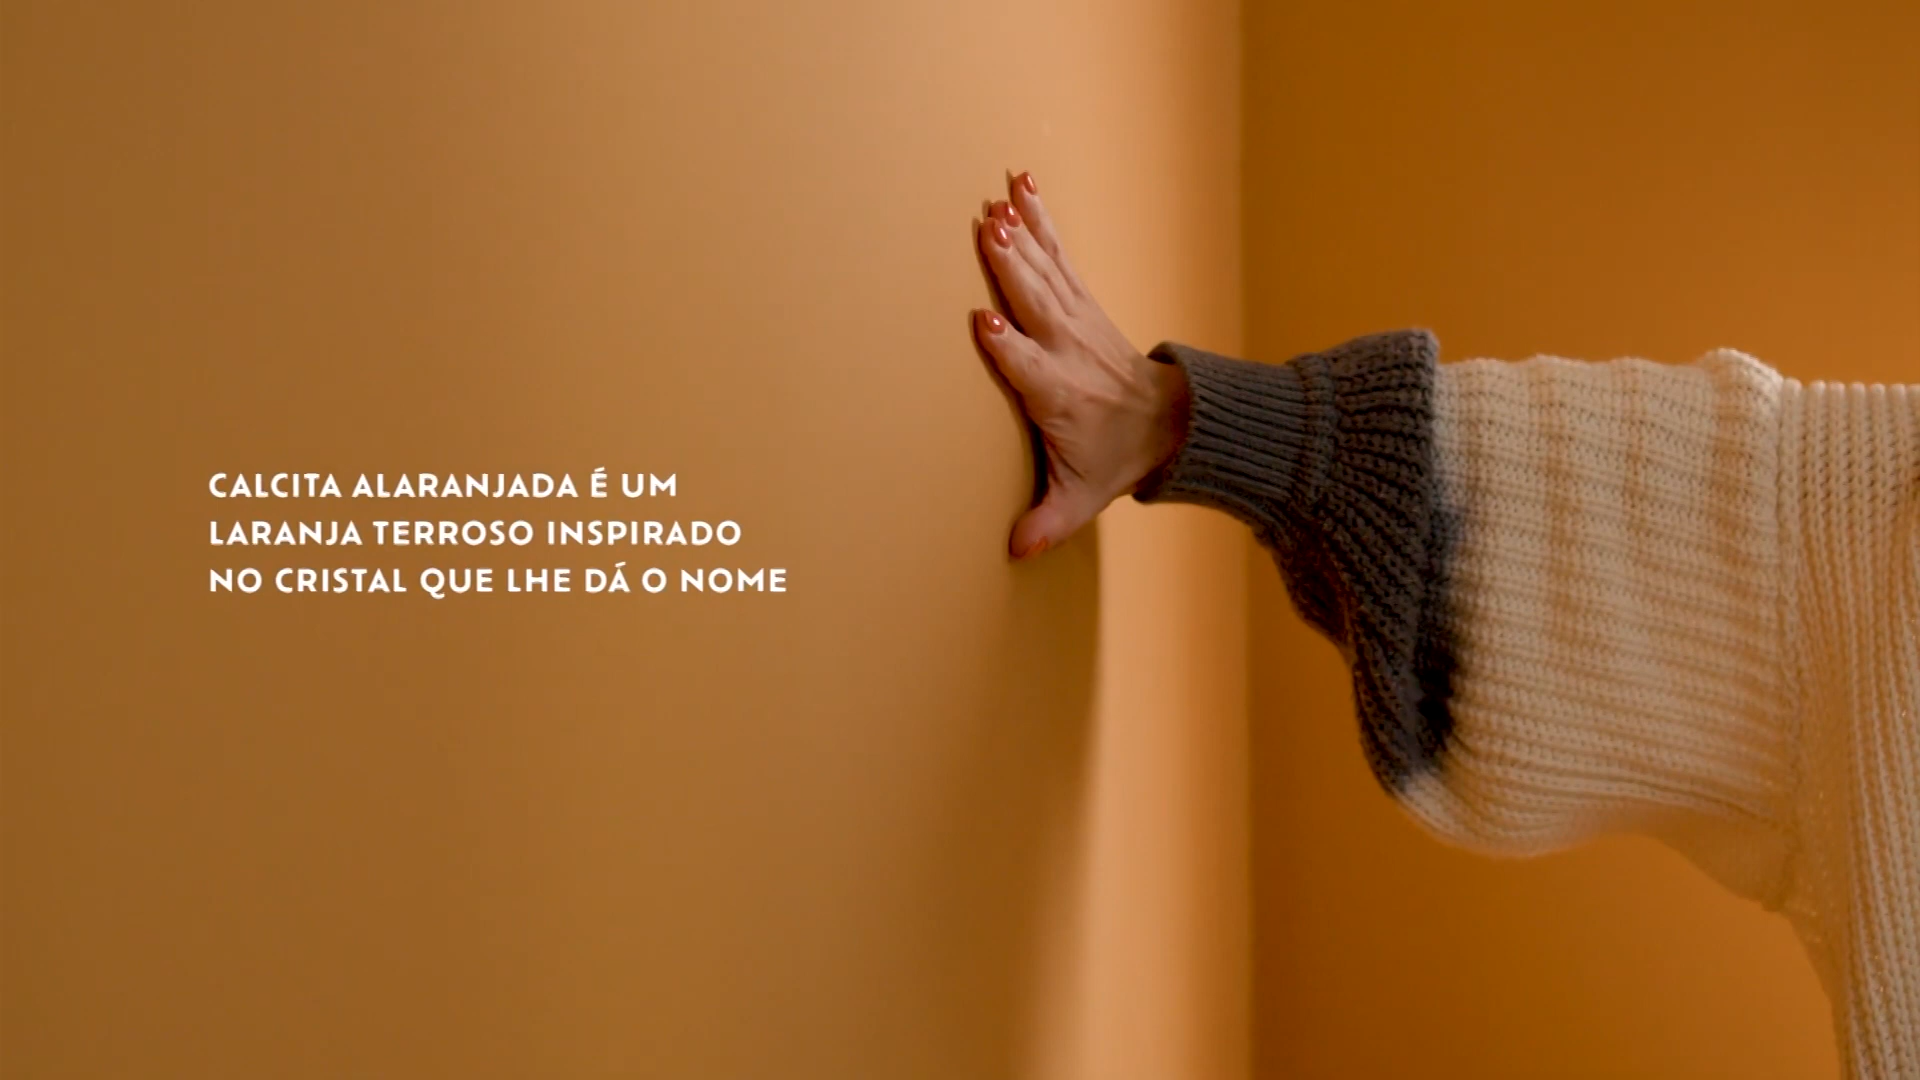 CALCITA ALARANJADA É UM
LARANJA TERROSO INSPIRADO
NO CRISTAL QUE LHE DÁ O NOME